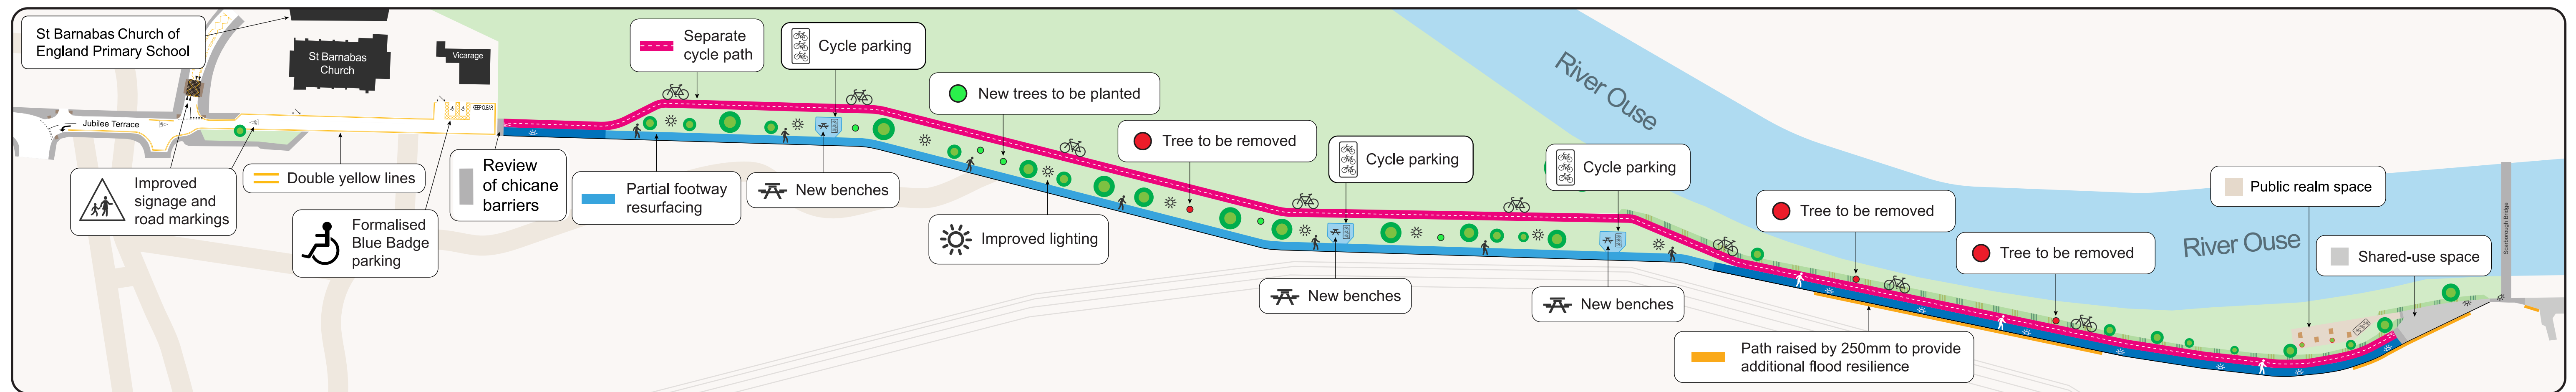 St Barnabas Church of
England Primary School
St Barnabas
Church
Vicarage
KEEP CLEAR
Jubilee Terrace
Improved
signage and
road markings
Double yellow lines
Formalised
Blue Badge
parking
Review
of chicane
barriers
Partial footway
resurfacing
Separate
cycle path
Cycle parking
New benches
New trees to be planted
Improved lighting
Tree to be removed
Cycle parking
New benches
Cycle parking
New benches
River Ouse
Tree to be removed
Path raised by 250mm to provide
additional flood resilience
Tree to be removed
River Ouse
Public realm space
Shared-use space
Scarborough Bridge